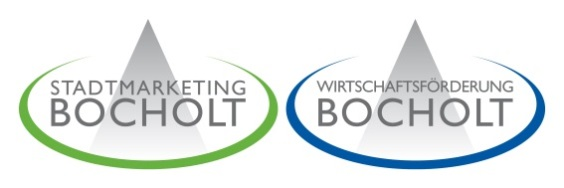 STADTMARKETING
BOCHOLT
WIRTSCHAFTSFÖRDERUNG
BOCHOLT